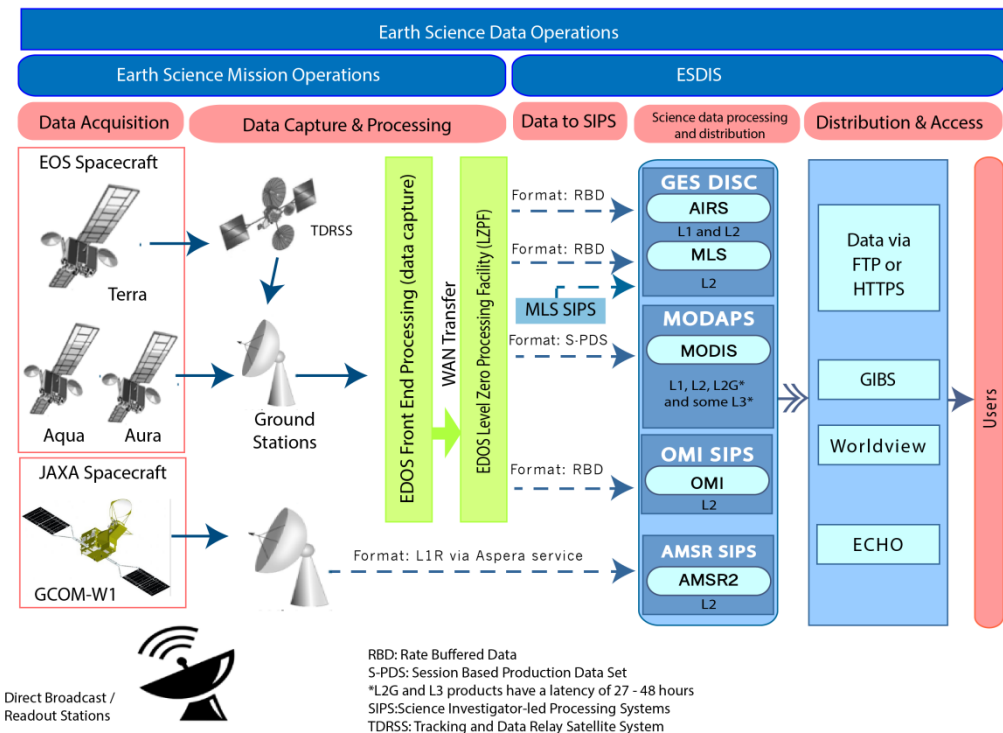 Earth Science Data Operations
Earth Science Mission Operations
ESDIS
Data Acquisition
Data Capture & Processing
Data to SIPS
Science data processing
and distribution
Distribution & Access
EOS Spacecraft
Terra
Aqua
Aura
JAXA Spacecraft
GCOM-W1
TDRSS
Ground
Stations
EDOS Front End Processing (data capture)
WAN Transfer
EDOS Level Zero Processing Facility (LZPF)
Format: RBD
Format: RBD
MLS SIPS
Format: S-PDS
Format: RBD
Format: L1R via Aspera service
GES DISC
AIRS
L1 and L2
MLS
L2
MODAPS
MODIS
L1, L2, L2G*
and some L3*
OMI SIPS
OMI
L2
AMSR SIPS
AMSR2
L2
Data via
FTP or
HTTPS
GIBS
Worldview
ECHO
Users
Direct Broadcast /
Readout Stations
RBD: Rate Buffered Data
S-PDS: Session Based Production Data Set
*L2G and L3 products have a latency of 27 - 48 hours
SIPS:Science Investigator-led Processing Systems
TDRSS: Tracking and Data Relay Satellite System